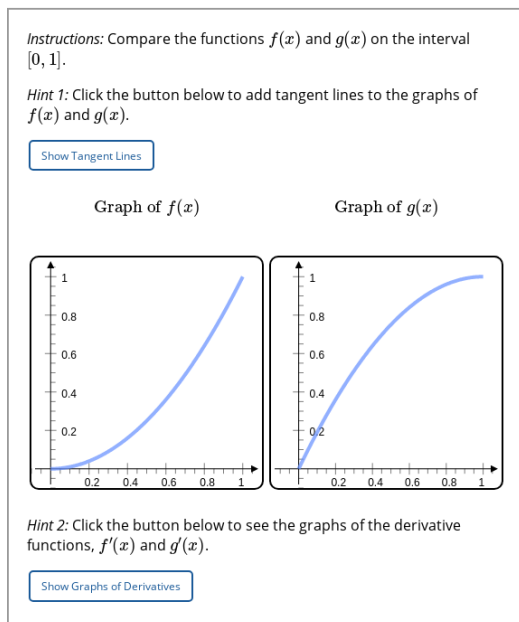 Instructions: Compare the functions f(x) and g(x) on the interval
[0, 1].
Hint 1: Click the button below to add tangent lines to the graphs of
f(x) and g(x).
Show Tangent Lines
Graph of f(x)
Graph of g(x)
1
0.8
0.6
0.4
0.2
0.2 0.4 0.6 0.8 1
1
0.8
0.6
0.4
0.2
0.2 0.4 0.6 0.8 1
Hint 2: Click the button below to see the graphs of the derivative
functions, f′(x) and g′(x).
Show Graphs of Derivatives